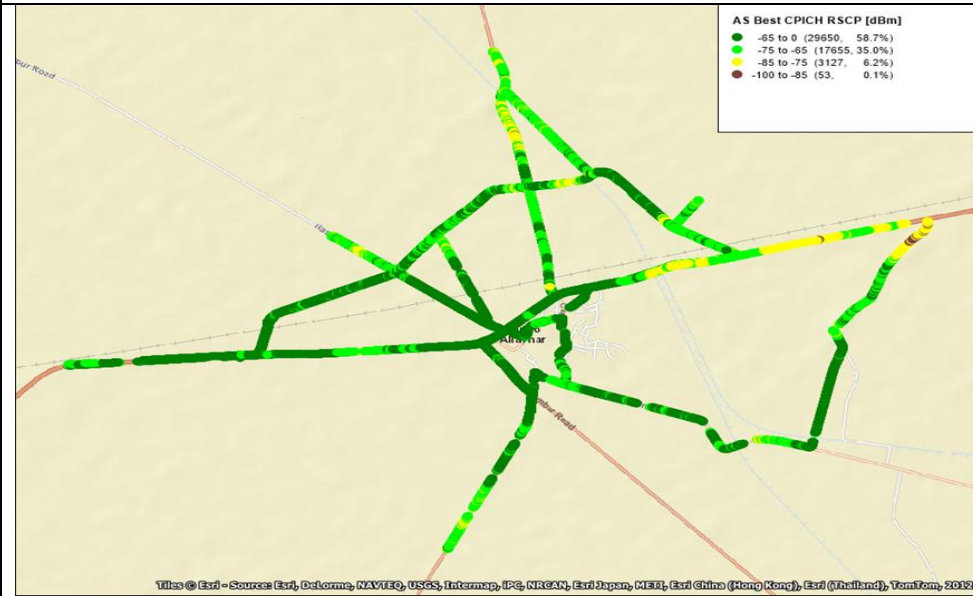 AS Best CPICH RSCP [dBm]
-65 to 0 (29650, 58.7%)
-75 to -65 (17655, 35.0%)
-85 to -75 (3127, 6.2%)
-100 to -85 (53, 0.1%)
Road
Road
Tiles © Esri - Source: Esri, DeLorme, NAVTEQ, USGS, Intermap, iPC, NRCAN, Esri Japan, METI, Esri China (Hong Kong), Esri (Thailand), TomTom, 2012